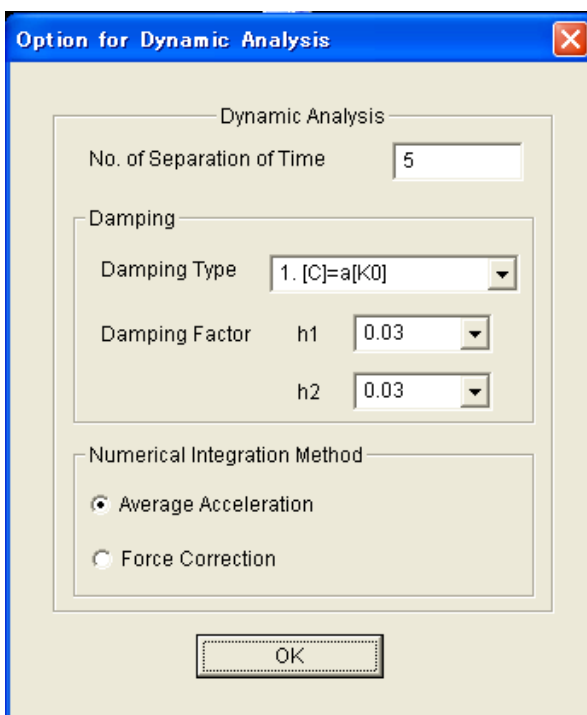 Option for Dynamic Analysis
Dynamic Analysis
No. of Separation of Time 5
Damping
Damping Type 1. [C]=a[K0]
Damping Factor h1 0.03
h2 0.03
Numerical Integration Method
Average Acceleration
Force Correction
OK